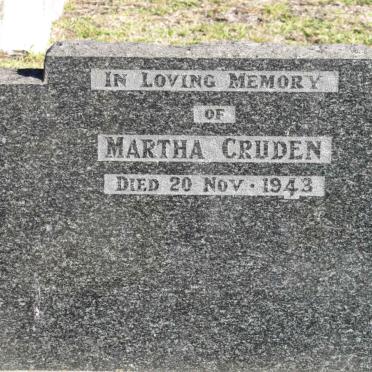 In Loving Memory
OF
MARTHA CRUDEN
Died 20 Nov. 1943